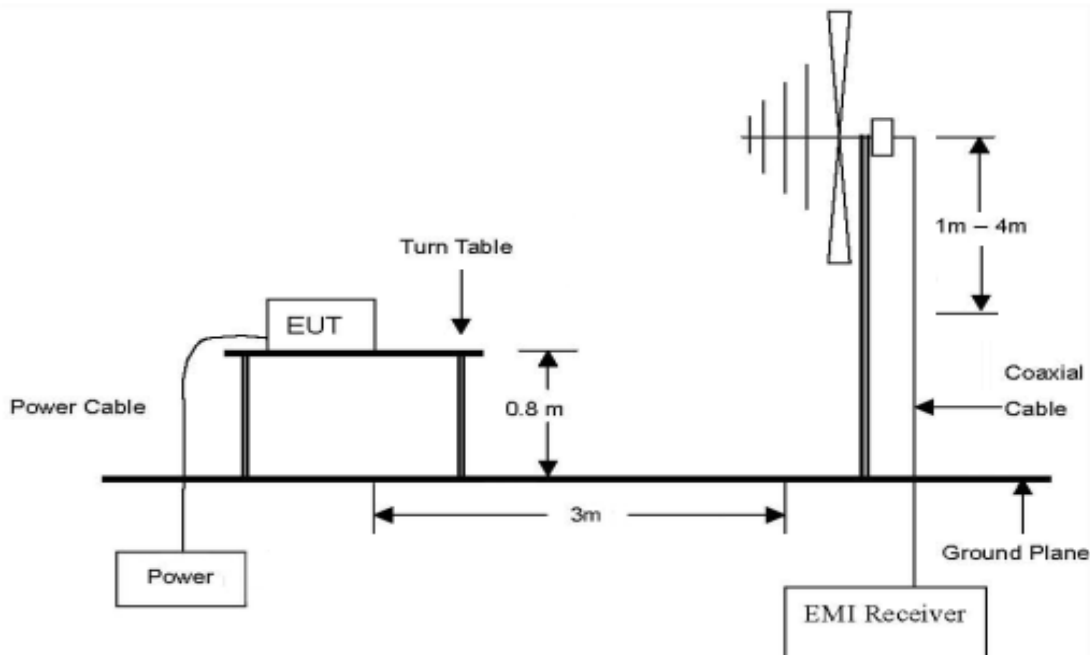 1m – 4m
Turn Table
EUT
Coaxial
Cable
Power Cable
0.8 m
3m
Ground Plane
Power
EMI Receiver